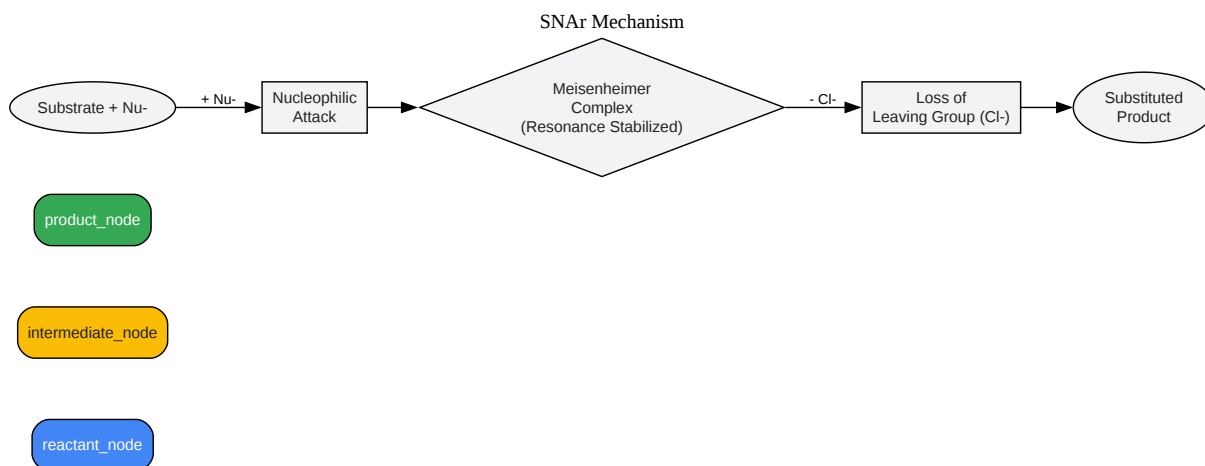 SNAr Mechanism
Substrate + Nu-
+ Nu-
Nucleophilic
Attack
Meisenheimer
Complex
(Resonance Stabilized)
- Cl-
Loss of
Leaving Group (Cl-)
Substituted
Product
product_node
intermediate_node
reactant_node